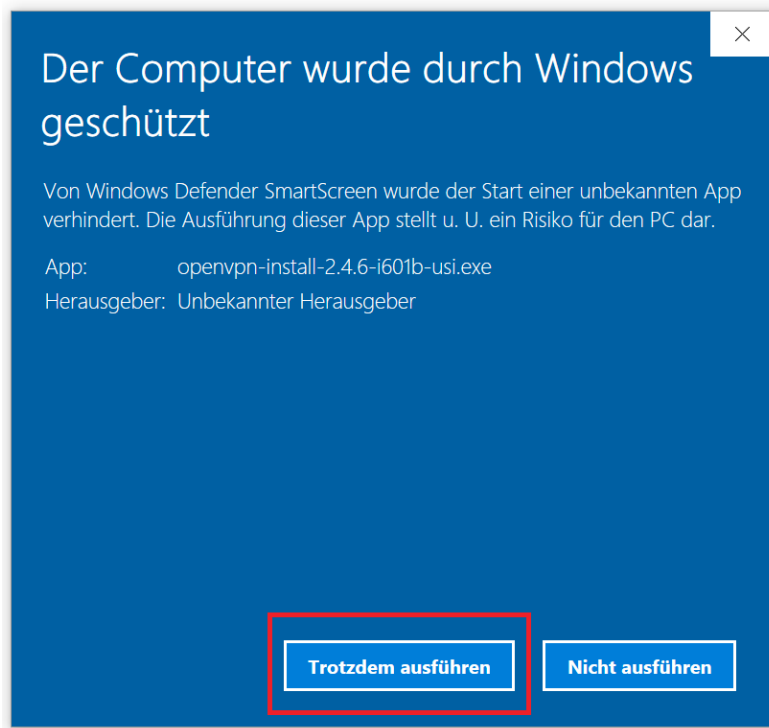 Der Computer wurde durch Windows
geschützt
Von Windows Defender SmartScreen wurde der Start einer unbekannten App
verhindert. Die Ausführung dieser App stellt u. U. ein Risiko für den PC dar.
App: openvpn-install-2.4.6-i601b-usi.exe
Herausgeber: Unbekannter Herausgeber
Trotzdem ausführen Nicht ausführen